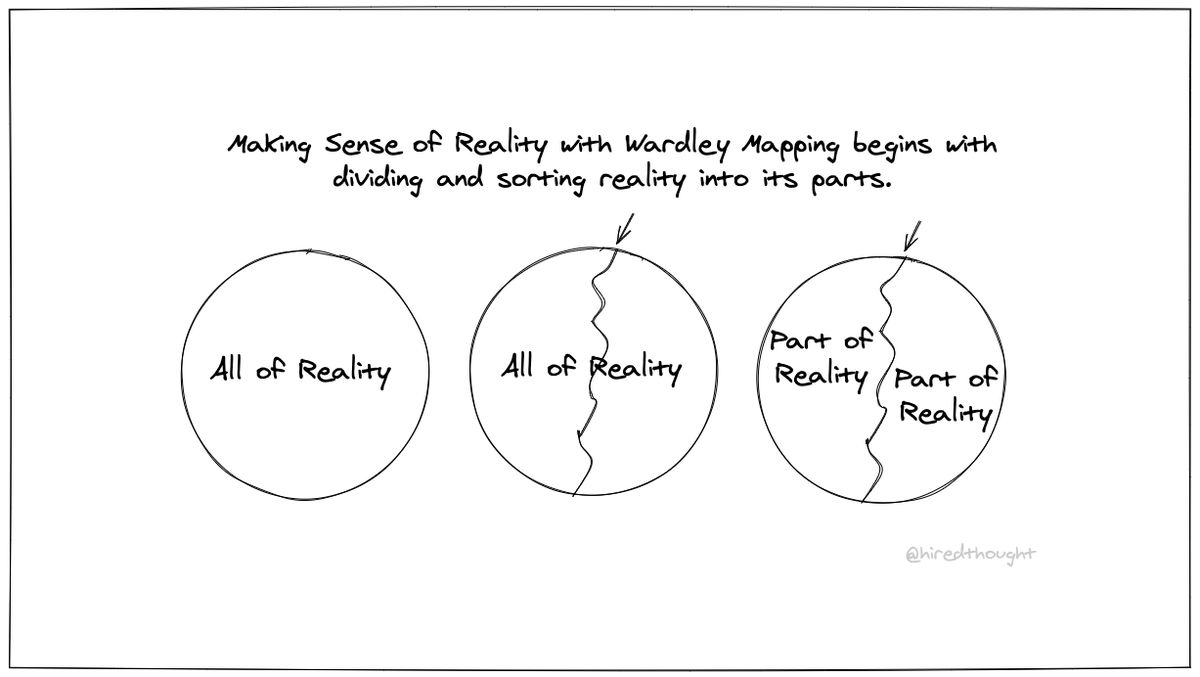 Making Sense of Reality with Wardley Mapping begins with
dividing and sorting reality into its parts.
All of Reality
All of Reality
Part of
Reality
Part of
Reality
@hiredthought